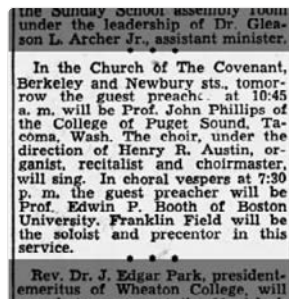 the Sunday School assembly room
under the leadership of Dr. Glea-
son L. Archer Jr., assistant minister.
In the Church of The Covenant,
Berkeley and Newbury sts., tomor-
row the guest preache at 10:45
a. m. will be Prof. John Phillips of
the College of Puget Sound, Ta-
coma, Wash. The choir, under the
direction of Henry R. Austin, or-
ganist, recitalist and choirmaster,
will sing. In choral vespers at 7:30
p. m. the guest preacher will be
Prof. Edwin P. Booth of Boston
University. Franklin Field will be
the soloist and precentor in this
service.
Rev. Dr. J. Edgar Park, president-
emeritus of Wheaton College, will